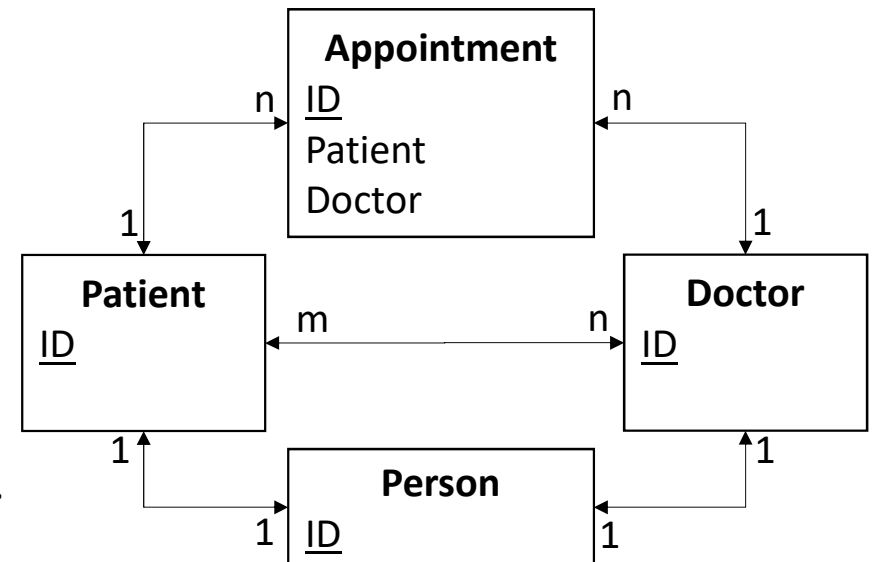 Appointment
n
ID
n
Patient
Doctor
1
1
Patient
Doctor
m
n
ID
ID
1
1
Person
1
ID
1